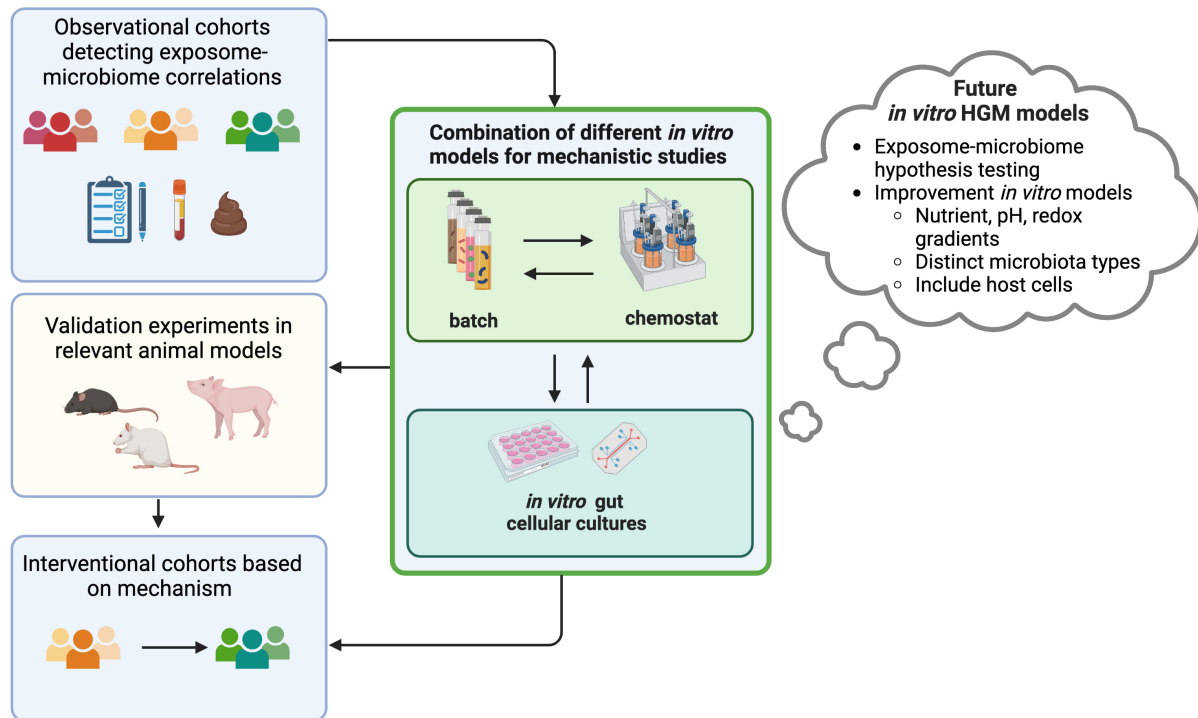 Observational cohorts
detecting exposome-
microbiome correlations
Combination of different in vitro
models for mechanistic studies
batch
chemostat
in vitro gut
cellular cultures
Validation experiments in
relevant animal models
Interventional cohorts based
on mechanism
Future
in vitro HGM models
• Exposome-microbiome
hypothesis testing
• Improvement in vitro models
○ Nutrient, pH, redox
gradients
○ Distinct microbiota types
○ Include host cells